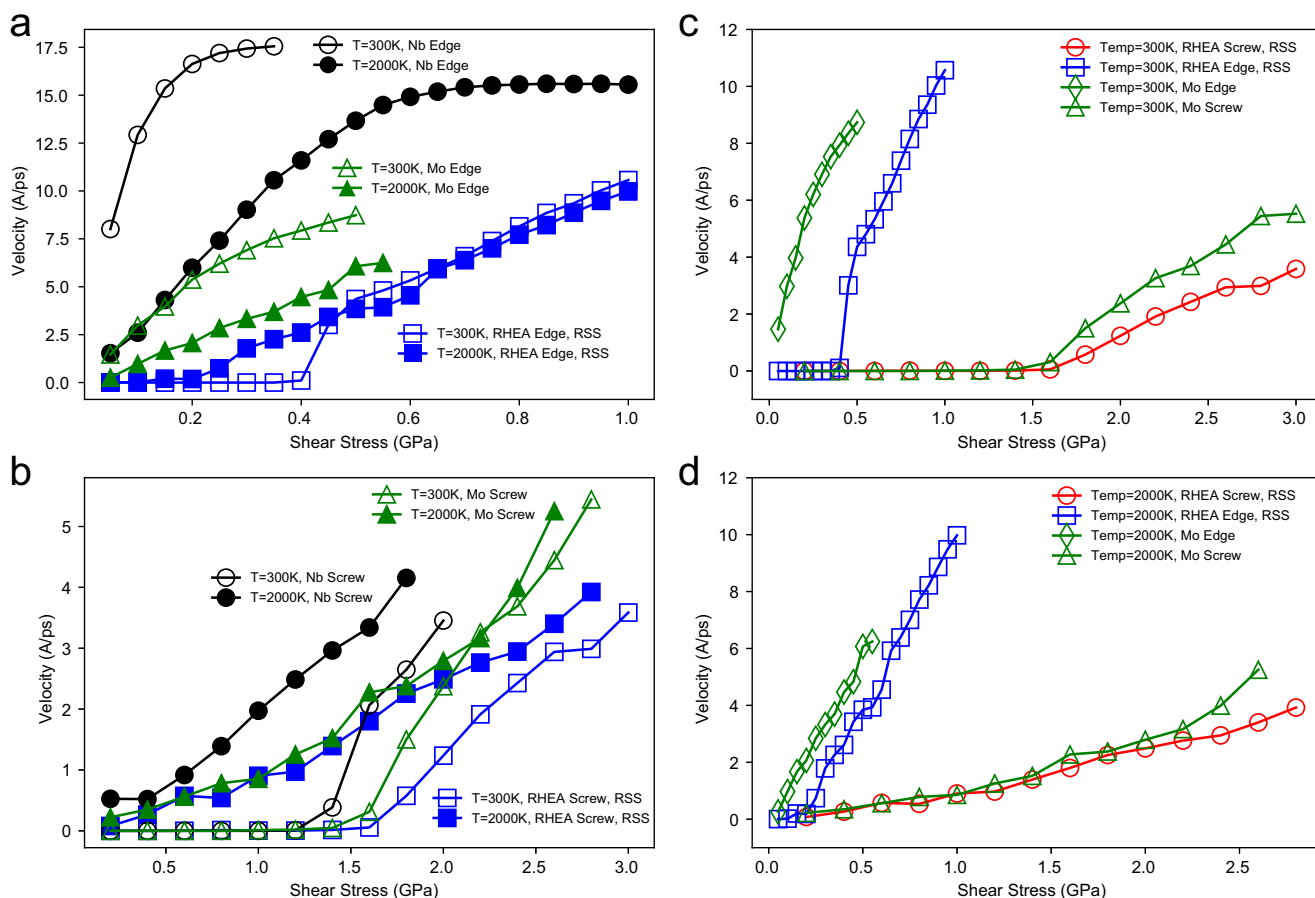 a
17.5
15.0
12.5
10.0
7.5
5.0
2.5
0.0
Velocity (A/ps)
T=300K, Nb Edge
T=2000K, Nb Edge
T=300K, Mo Edge
T=2000K, Mo Edge
T=300K, RHEA Edge, RSS
T=2000K, RHEA Edge, RSS
0.2 0.4 0.6 0.8 1.0
Shear Stress (GPa)
c
12
10
8
6
4
2
0
Velocity (A/ps)
Temp=300K, RHEA Screw, RSS
Temp=300K, RHEA Edge, RSS
Temp=300K, Mo Edge
Temp=300K, Mo Screw
0.0 0.5 1.0 1.5 2.0 2.5 3.0
Shear Stress (GPa)
b
5
4
3
2
1
0
Velocity (A/ps)
T=300K, Mo Screw
T=2000K, Mo Screw
T=300K, Nb Screw
T=2000K, Nb Screw
T=300K, RHEA Screw, RSS
T=2000K, RHEA Screw, RSS
0.5 1.0 1.5 2.0 2.5 3.0
Shear Stress (GPa)
d
12
10
8
6
4
2
0
Velocity (A/ps)
Temp=2000K, RHEA Screw, RSS
Temp=2000K, RHEA Edge, RSS
Temp=2000K, Mo Edge
Temp=2000K, Mo Screw
0.0 0.5 1.0 1.5 2.0 2.5
Shear Stress (GPa)